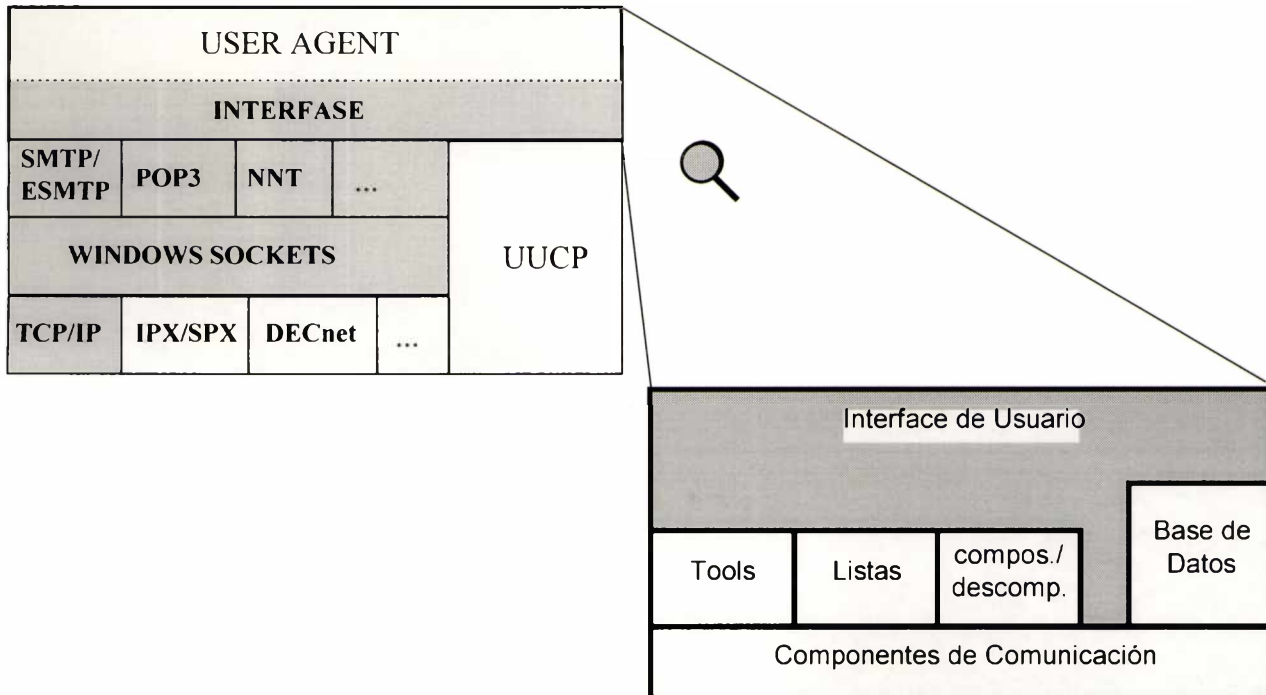 USER AGENT
INTERFASE
SMTP/
ESMTP
POP3
NNT
...
WINDOWS SOCKETS
UUCP
TCP/IP
IPX/SPX
DECnet
...
Interface de Usuario
Tools
Listas
compos./
descomp.
Base de
Datos
Componentes de Comunicación